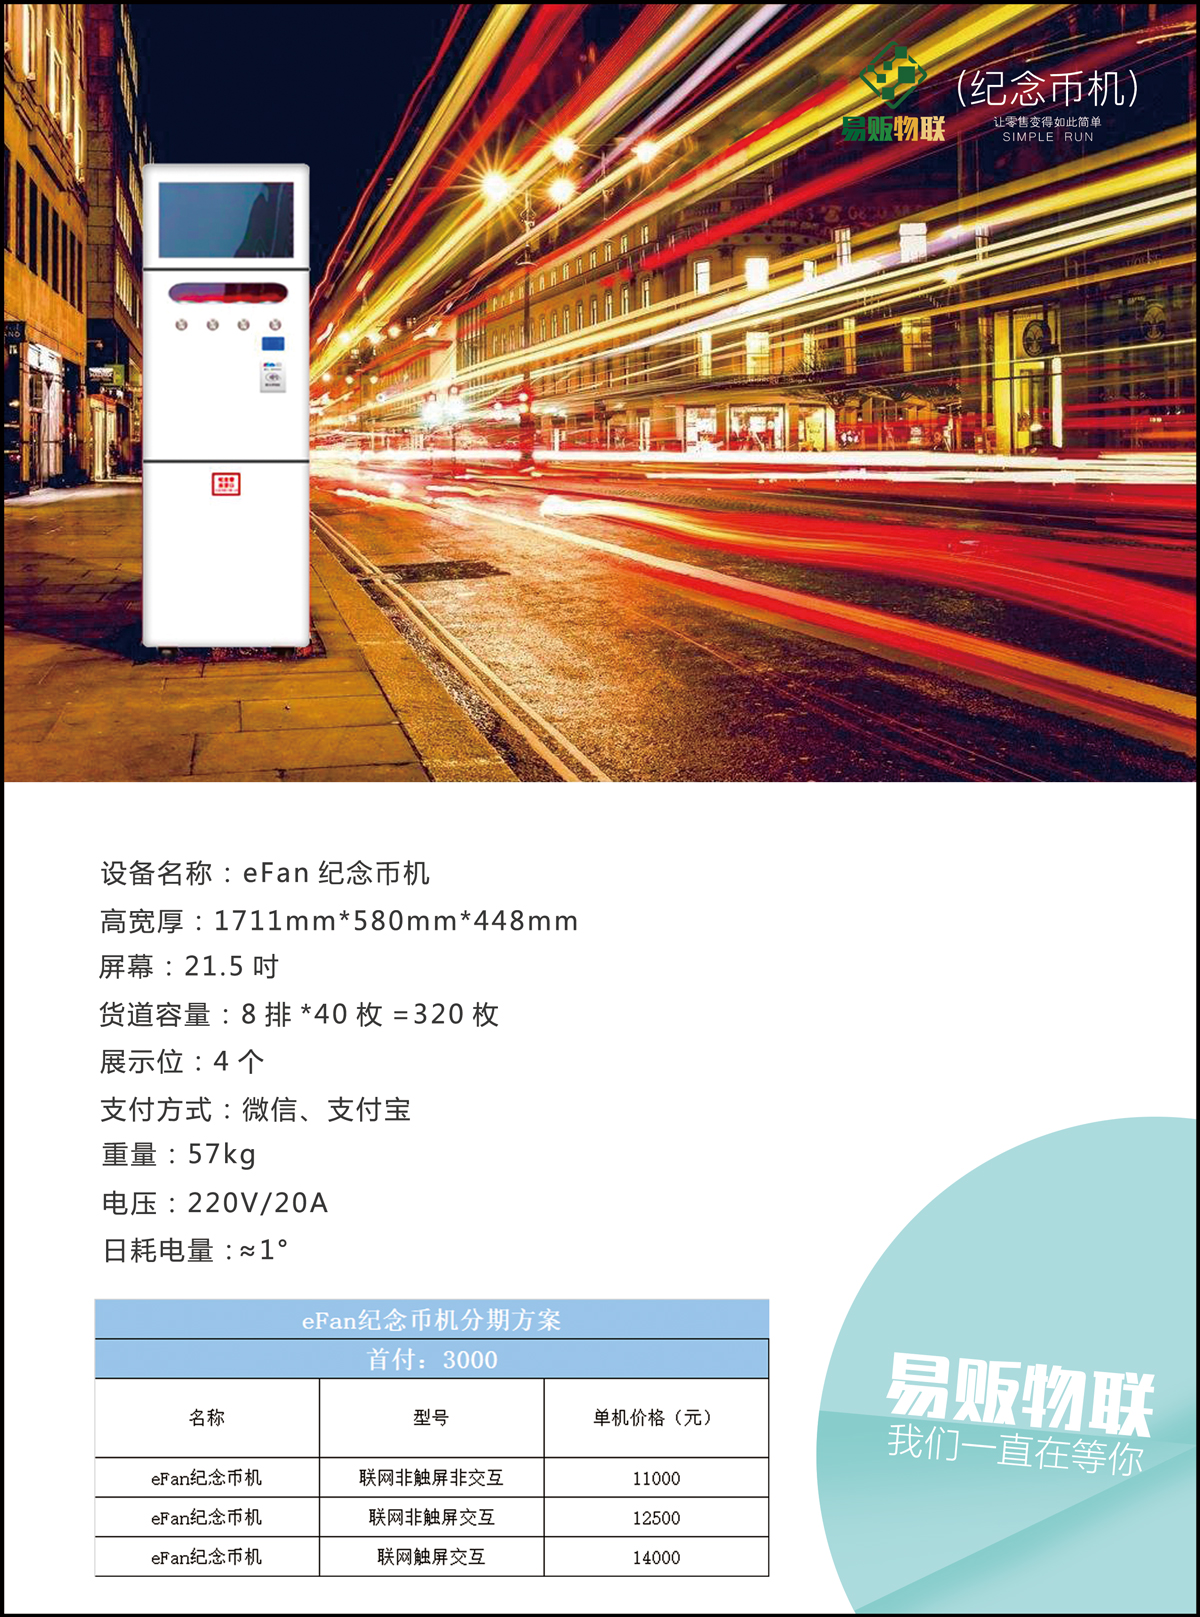 (纪念币机)
易贩物联
让零售变得如此简单
SIMPLE RUN
设备名称：eFan 纪念币机
高宽厚：1711mm*580mm*448mm
屏幕：21.5 吋
货道容量：8 排 *40 枚 =320 枚
展示位：4 个
支付方式：微信、支付宝
重量：57kg
电压：220V/20A
日耗电量：≈1°
eFan纪念币机分期方案
首付：3000
名称 型号 单机价格（元）
eFan纪念币机 联网非触屏非交互 11000
eFan纪念币机 联网非触屏交互 12500
eFan纪念币机 联网触屏交互 14000
易贩物联
我们一直在等你